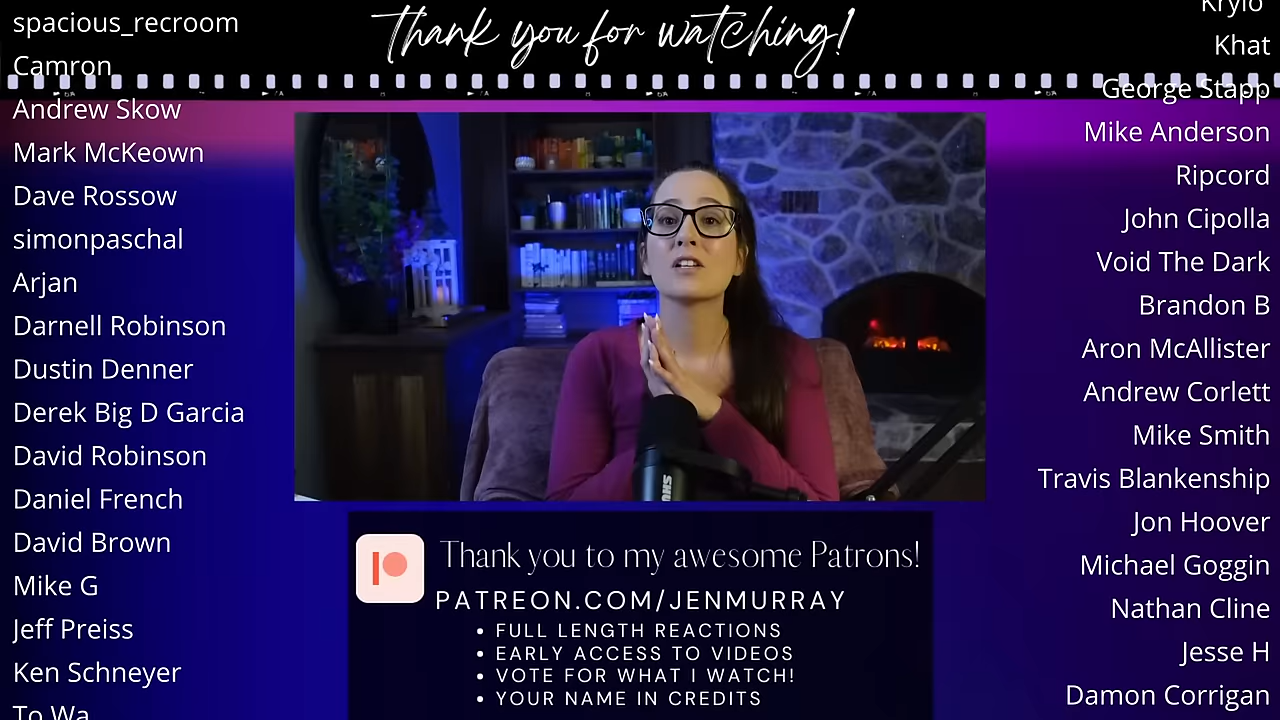 Thank you for watching!
spacious_recroom
Camron
Andrew Skow
Mark McKeown
Dave Rossow
simonpaschal
Arjan
Darnell Robinson
Dustin Denner
Derek Big D Garcia
David Robinson
Daniel French
David Brown
Mike G
Jeff Preiss
Ken Schneyer
To Wa
Krylo
Khat
George Stapp
Mike Anderson
Ripcord
John Cipolla
Void The Dark
Brandon B
Aron McAllister
Andrew Corlett
Mike Smith
Travis Blankenship
Jon Hoover
Michael Goggin
Nathan Cline
Jesse H
Damon Corrigan
SHU
Thank you to my awesome Patrons!
PATREON.COM/JENMURRAY
• FULL LENGTH REACTIONS
• EARLY ACCESS TO VIDEOS
• VOTE FOR WHAT I WATCH!
• YOUR NAME IN CREDITS